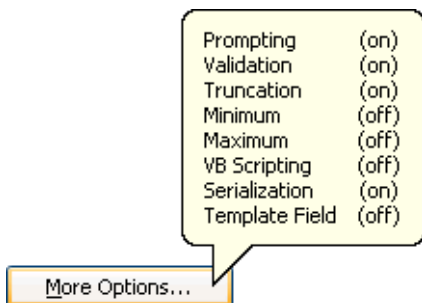 Prompting (on)
Validation (on)
Truncation (on)
Minimum (off)
Maximum (off)
VB Scripting (off)
Serialization (on)
Template Field (off)
More Options...